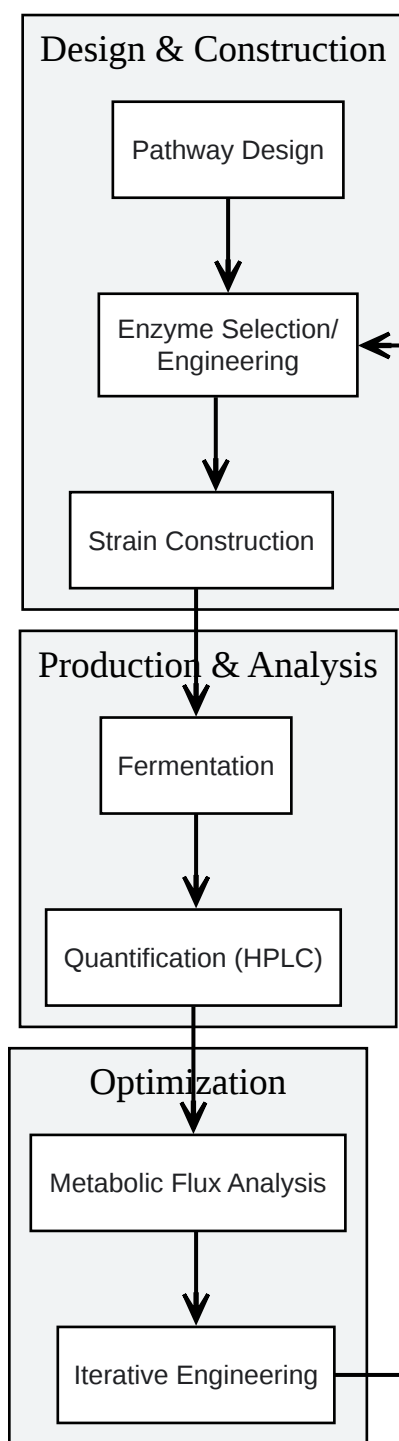 Design & Construction
Pathway Design
Enzyme Selection/
Engineering
Strain Construction
Production & Analysis
Fermentation
Quantification (HPLC)
Optimization
Metabolic Flux Analysis
Iterative Engineering